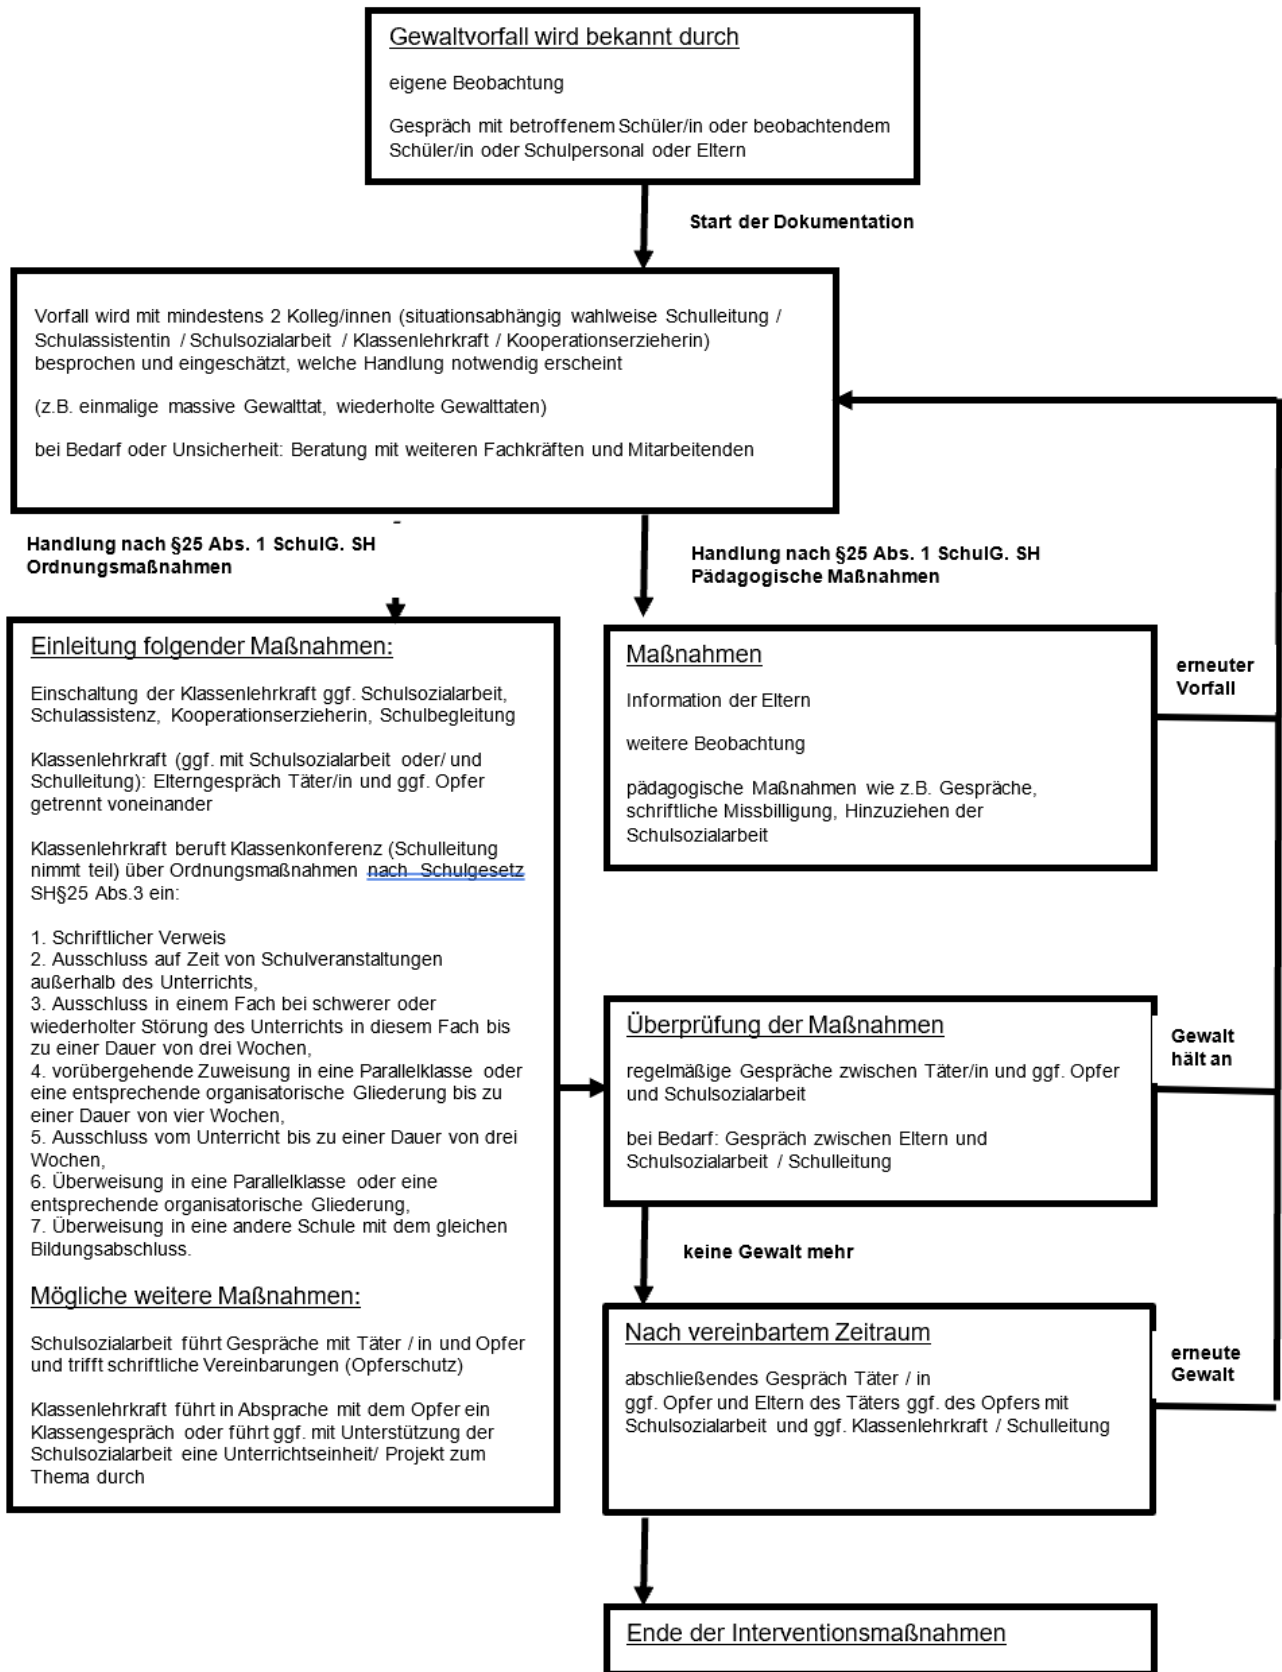 Gewaltvorfall wird bekannt durch
eigene Beobachtung
Gespräch mit betroffenem Schüler/in oder beobachtendem
Schüler/in oder Schulpersonal oder Eltern
Start der Dokumentation
Vorfall wird mit mindestens 2 Kolleg/innen (situationsabhängig wahlweise Schulleitung /
Schulassistentin / Schulsozialarbeit / Klassenlehrkraft / Kooperationserzieherin)
besprochen und eingeschätzt, welche Handlung notwendig erscheint
(z.B. einmalige massive Gewalttat, wiederholte Gewalttaten)
bei Bedarf oder Unsicherheit: Beratung mit weiteren Fachkräften und Mitarbeitenden
Handlung nach §25 Abs. 1 SchulG. SH
Ordnungsmaßnahmen
Handlung nach §25 Abs. 1 SchulG. SH
Pädagogische Maßnahmen
Einleitung folgender Maßnahmen:
Einschaltung der Klassenlehrkraft ggf. Schulsozialarbeit,
Schulassistenz, Kooperationserzieherin, Schulbegleitung
Klassenlehrkraft (ggf. mit Schulsozialarbeit oder/ und
Schulleitung): Elterngespräch Täter/in und ggf. Opfer
getrennt voneinander
Klassenlehrkraft beruft Klassenkonferenz (Schulleitung
nimmt teil) über Ordnungsmaßnahmen nach Schulgesetz
SH§25 Abs.3 ein:
1. Schriftlicher Verweis
2. Ausschluss auf Zeit von Schulveranstaltungen
außerhalb des Unterrichts,
3. Ausschluss in einem Fach bei schwerer oder
wiederholter Störung des Unterrichts in diesem Fach bis
zu einer Dauer von drei Wochen,
4. vorübergehende Zuweisung in eine Parallelklasse oder
eine entsprechende organisatorische Gliederung bis zu
einer Dauer von vier Wochen,
5. Ausschluss vom Unterricht bis zu einer Dauer von drei
Wochen,
6. Überweisung in eine Parallelklasse oder eine
entsprechende organisatorische Gliederung,
7. Überweisung in eine andere Schule mit dem gleichen
Bildungsabschluss.
Mögliche weitere Maßnahmen:
Schulsozialarbeit führt Gespräche mit Täter / in und Opfer
und trifft schriftliche Vereinbarungen (Opferschutz)
Klassenlehrkraft führt in Absprache mit dem Opfer ein
Klassengespräch oder führt ggf. mit Unterstützung der
Schulsozialarbeit eine Unterrichtseinheit/ Projekt zum
Thema durch
Maßnahmen
Information der Eltern
weitere Beobachtung
pädagogische Maßnahmen wie z.B. Gespräche,
schriftliche Missbilligung, Hinzuziehen der
Schulsozialarbeit
erneuter
Vorfall
Überprüfung der Maßnahmen
regelmäßige Gespräche zwischen Täter/in und ggf. Opfer
und Schulsozialarbeit
bei Bedarf: Gespräch zwischen Eltern und
Schulsozialarbeit / Schulleitung
Gewalt
hält an
keine Gewalt mehr
Nach vereinbartem Zeitraum
abschließendes Gespräch Täter / in
ggf. Opfer und Eltern des Täters ggf. des Opfers mit
Schulsozialarbeit und ggf. Klassenlehrkraft / Schulleitung
erneute
Gewalt
Ende der Interventionsmaßnahmen